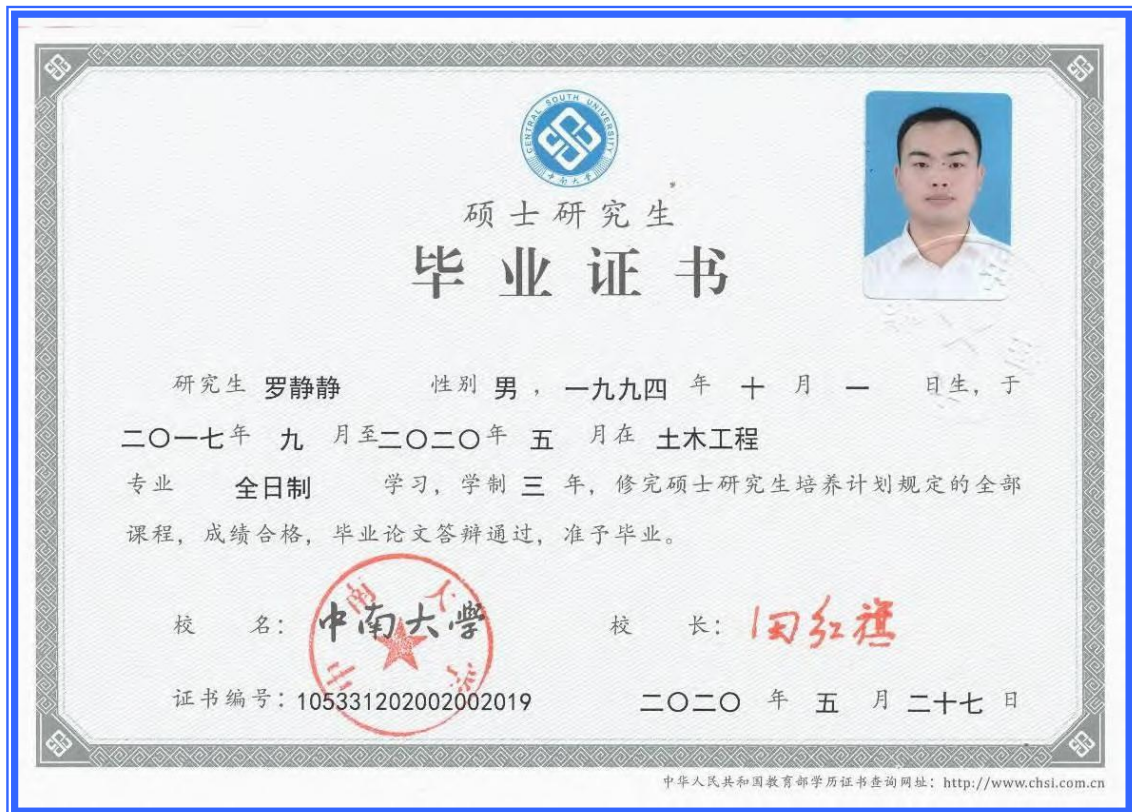 CENTRAL SOUTH UNIVERSITY
中南大学
硕士研究生
毕业证书
研究生 罗静静 性别 男 ，一九九四 年 十 月 一 日生，于
二〇一七年 九 月至二〇二〇年 五 月在 土木工程
专业 全日制 学习，学制 三 年，修完硕士研究生培养计划规定的全部
课程，成绩合格，毕业论文答辩通过，准予毕业。
校 名：中南大學 校 长：田红旗
中南大学
证书编号：105331202002002019 二〇二〇 年 五 月 二十七 日
中华人民共和国教育部学历证书查询网址：http://www.chsi.com.cn